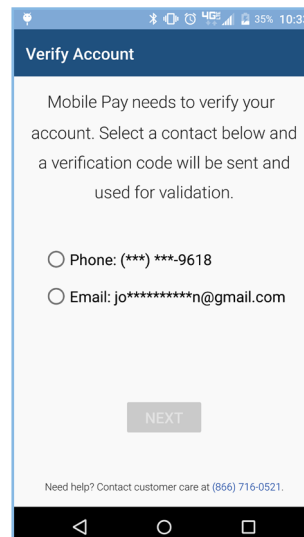 4G 35% 10:33
Verify Account
Mobile Pay needs to verify your
account. Select a contact below and
a verification code will be sent and
used for validation.
Phone: (***) ***-9618
Email: jo**********n@gmail.com
NEXT
Need help? Contact customer care at (866) 716-0521.